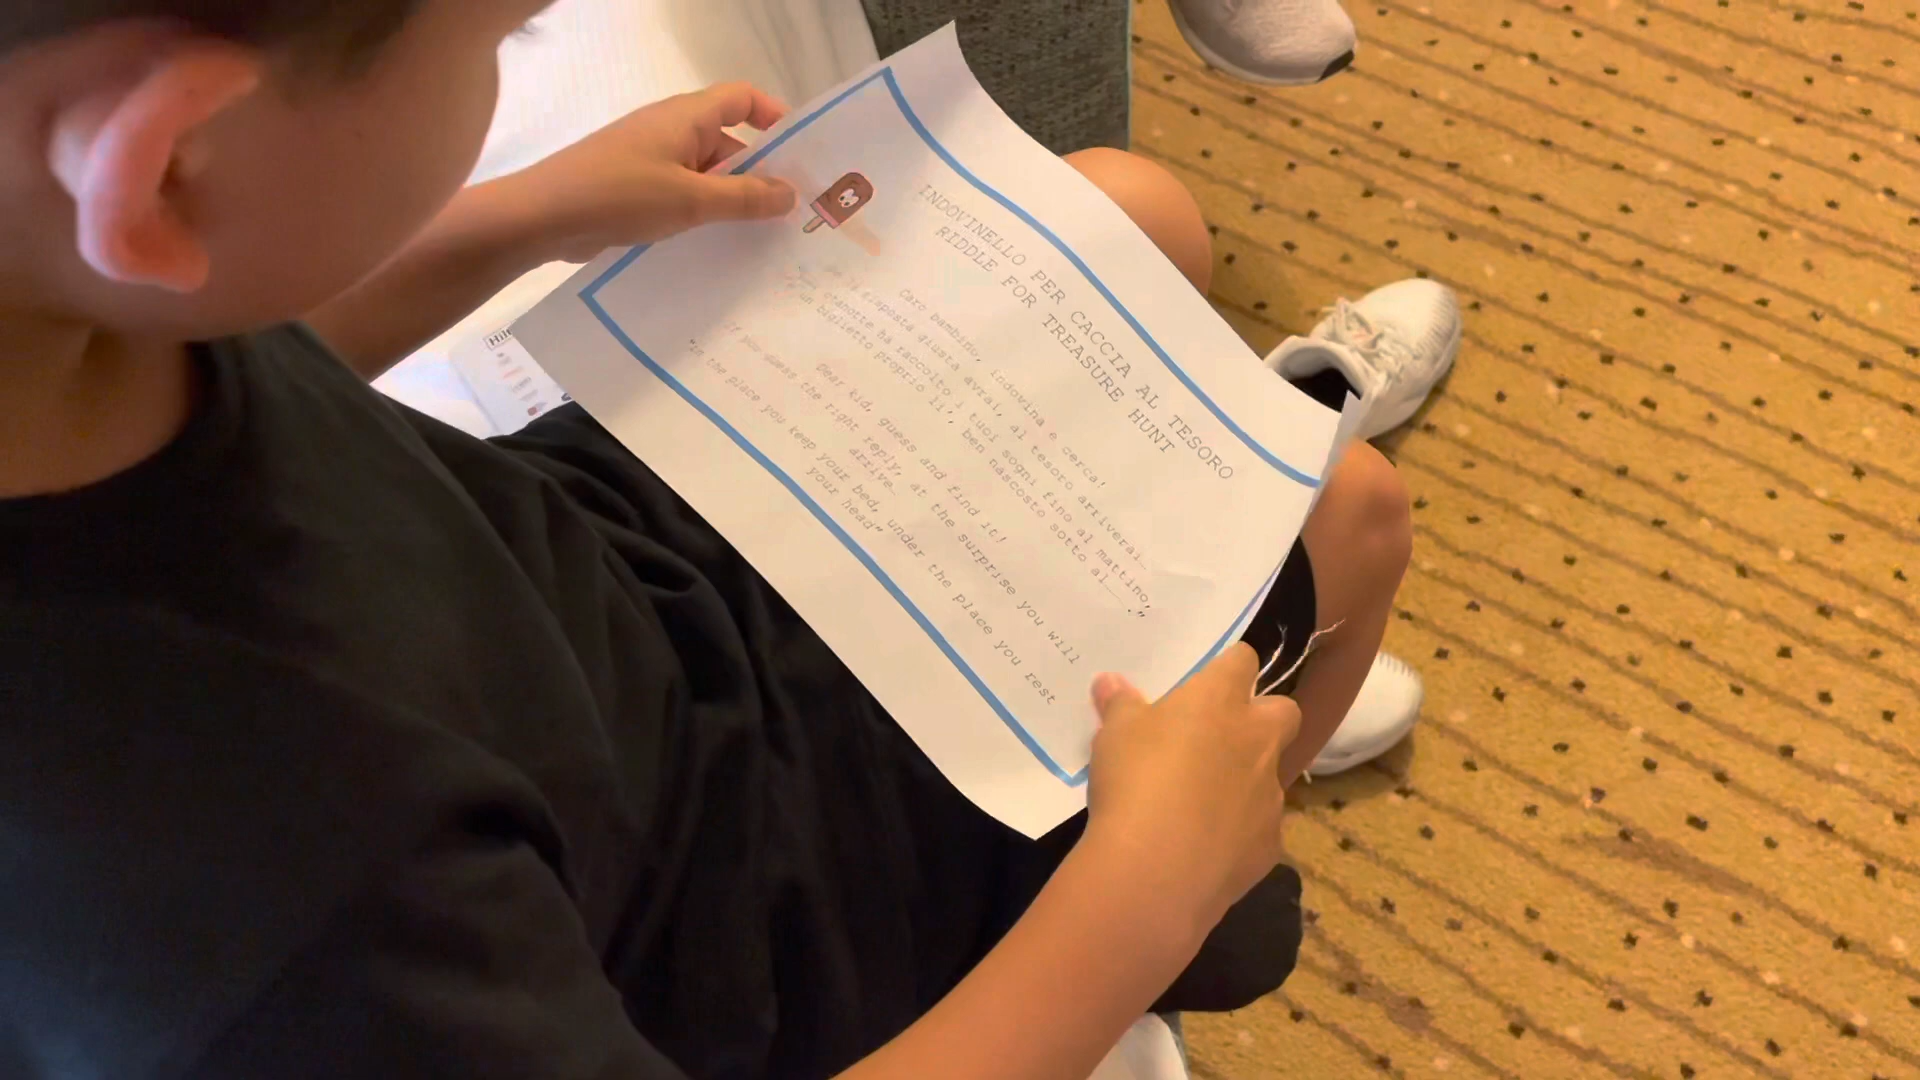 INDOVINELLO PER CACCIA AL TESORO
RIDDLE FOR TREASURE HUNT
Caro bambino, indovina e cerca!
risposta giusta avrai, al tesoro arriverai…
stanotte ha raccolto i tuoi sogni fino al mattino,
un biglietto proprio lì, ben nascosto sotto al……"
Dear kid, guess and find it!
If you guess the right reply, at the surprise you will
arrive…
"in the place you keep your bed, under the place you rest
your head"
Hil